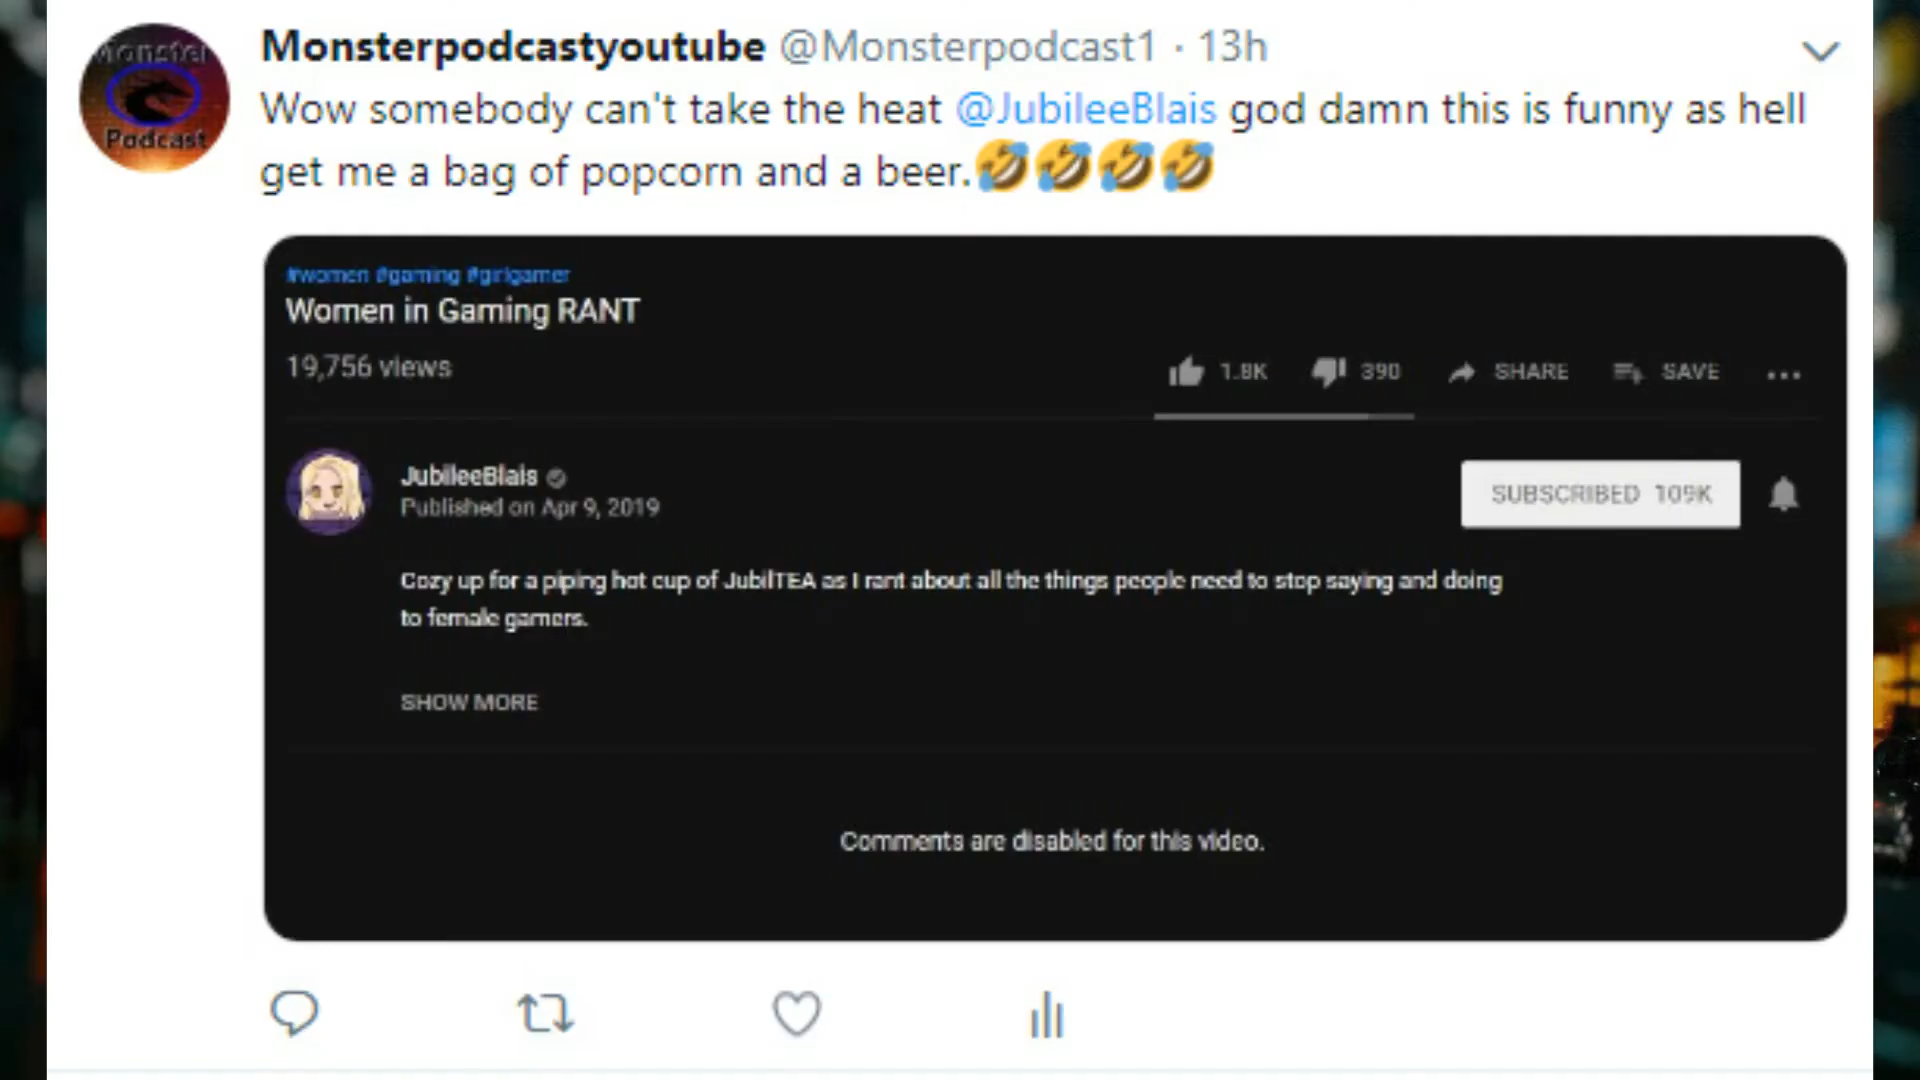 Monster
Podcast
Monsterpodcastyoutube @Monsterpodcast1 · 13h
Wow somebody can't take the heat @JubileeBlais god damn this is funny as hell
get me a bag of popcorn and a beer.🤣🤣🤣🤣
#women #gaming #girlgamer
Women in Gaming RANT
19,756 views
1.8K 390 SHARE SAVE
JubileeBlais
Published on Apr 9, 2019
SUBSCRIBED 109K
Cozy up for a piping hot cup of JubilTEA as I rant about all the things people need to stop saying and doing
to female gamers.
SHOW MORE
Comments are disabled for this video.